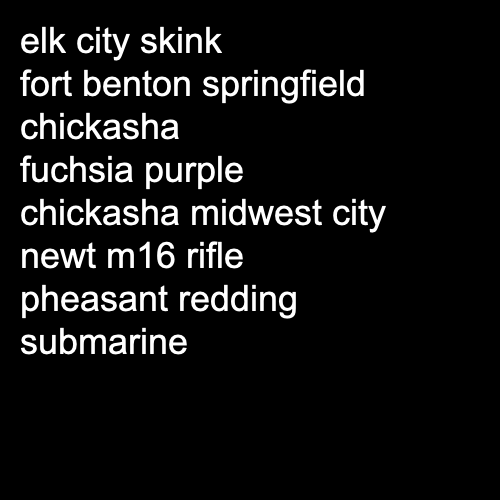 elk city skink
fort benton springfield
chickasha
fuchsia purple
chickasha midwest city
newt m16 rifle
pheasant redding
submarine